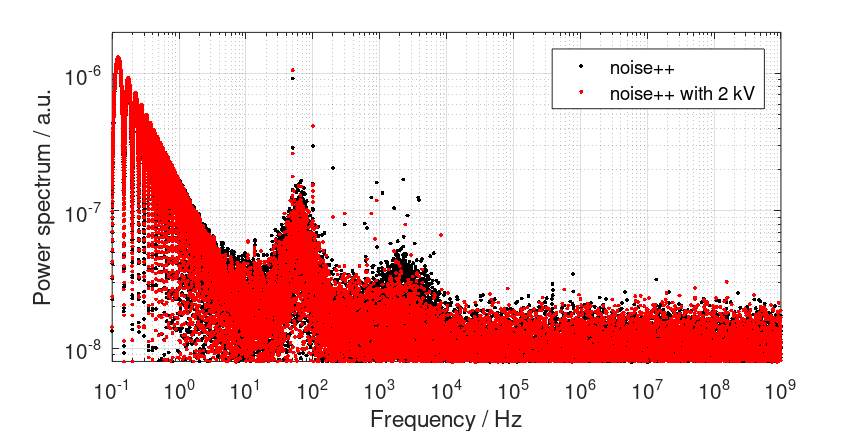 noise++
noise++ with 2 kV
Power spectrum / a.u.
10^-6
10^-7
10^-8
10^-1 10^0 10^1 10^2 10^3 10^4 10^5 10^6 10^7 10^8 10^9
Frequency / Hz